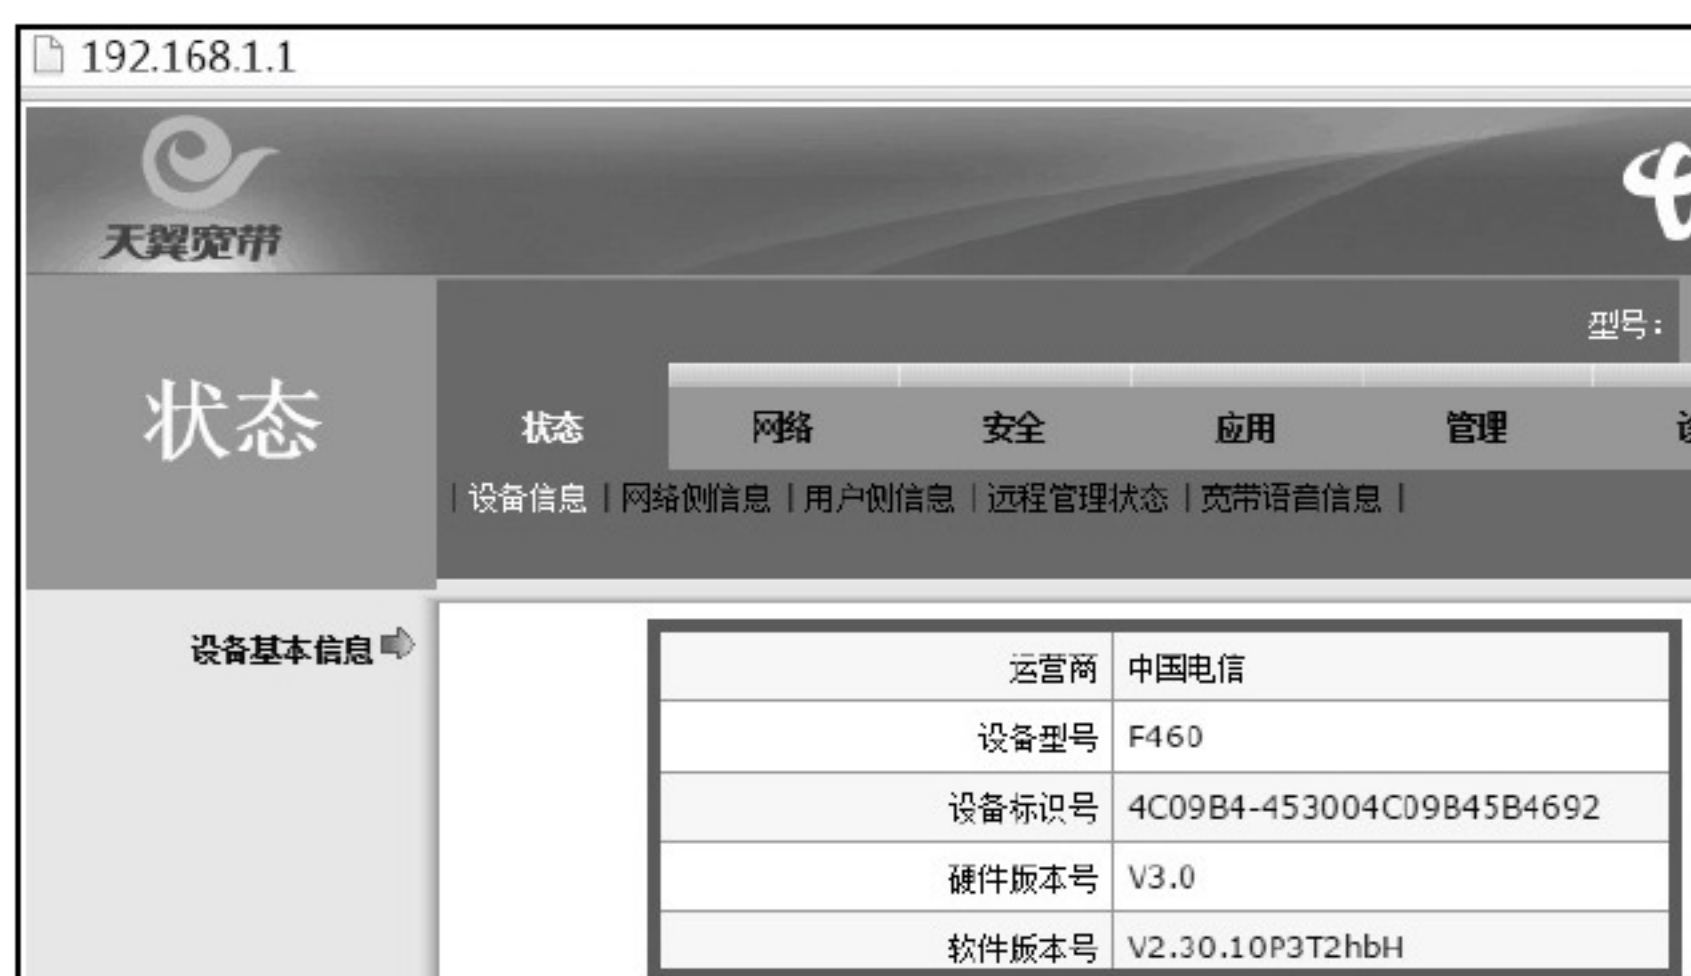 192.168.1.1
天翼宽带
型号:
状态
状态 网络 安全 应用 管理
| 设备信息 | 网络侧信息 | 用户侧信息 | 远程管理状态 | 宽带语音信息 |
设备基本信息
运营商 中国电信
设备型号 F460
设备标识号 4C09B4-453004C09B45B4692
硬件版本号 V3.0
软件版本号 V2.30.10P3T2hbH